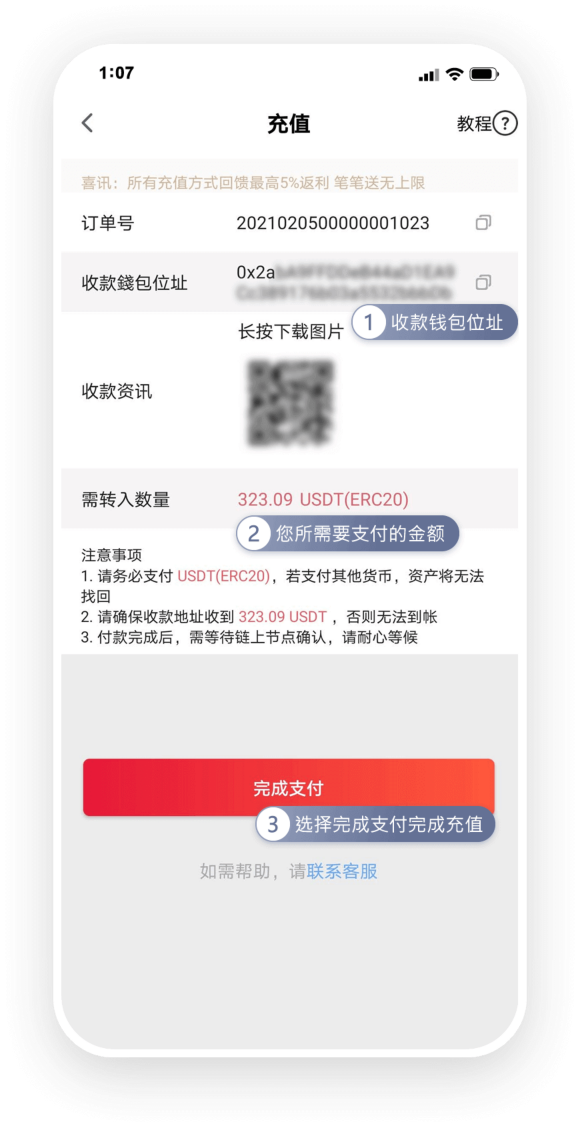 1:07
充值
教程?
喜讯：所有充值方式回馈最高5%返利 笔笔送无上限
订单号
2021020500000001023
收款錢包位址
0x2a
长按下载图片
1 收款钱包位址
收款资讯
需转入数量
323.09 USDT(ERC20)
2 您所需要支付的金额
注意事项
1. 请务必支付 USDT(ERC20)，若支付其他货币，资产将无法
找回
2. 请确保收款地址收到 323.09 USDT ，否则无法到帐
3. 付款完成后，需等待链上节点确认，请耐心等候
完成支付
3 选择完成支付完成充值
如需帮助，请联系客服